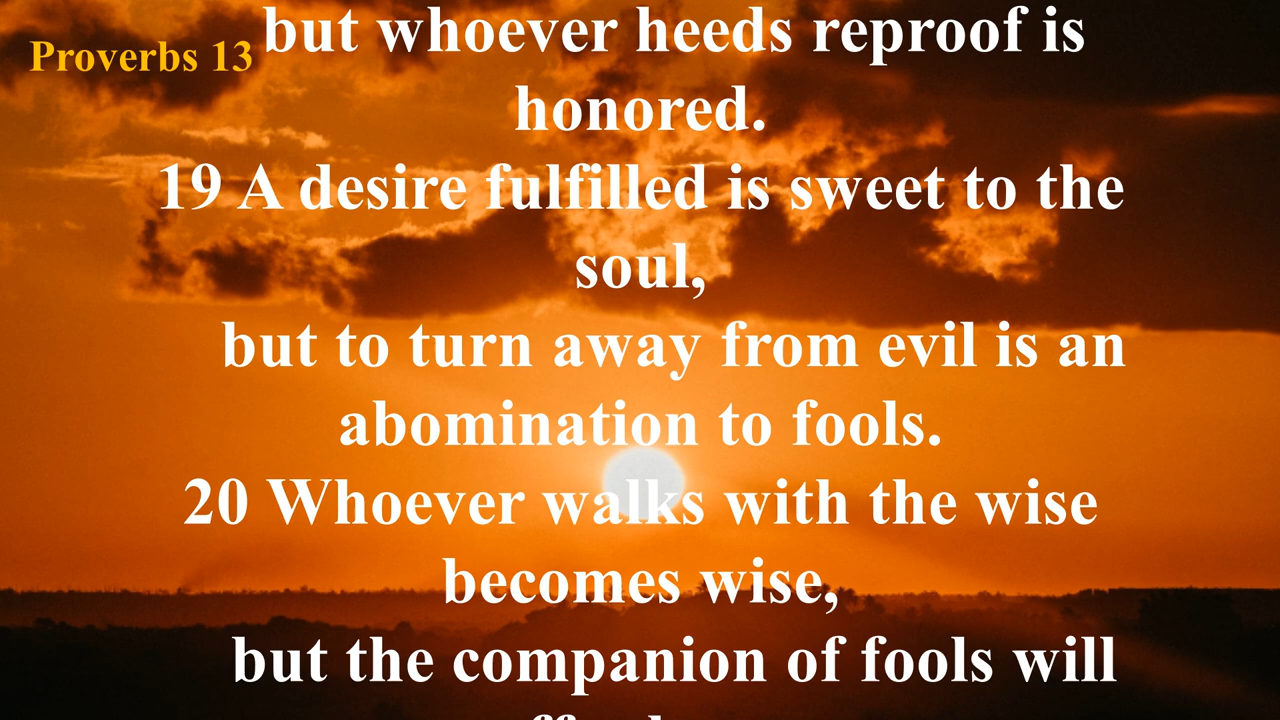 Proverbs 13
but whoever heeds reproof is
honored.
19 A desire fulfilled is sweet to the
soul,
but to turn away from evil is an
abomination to fools.
20 Whoever walks with the wise
becomes wise,
but the companion of fools will